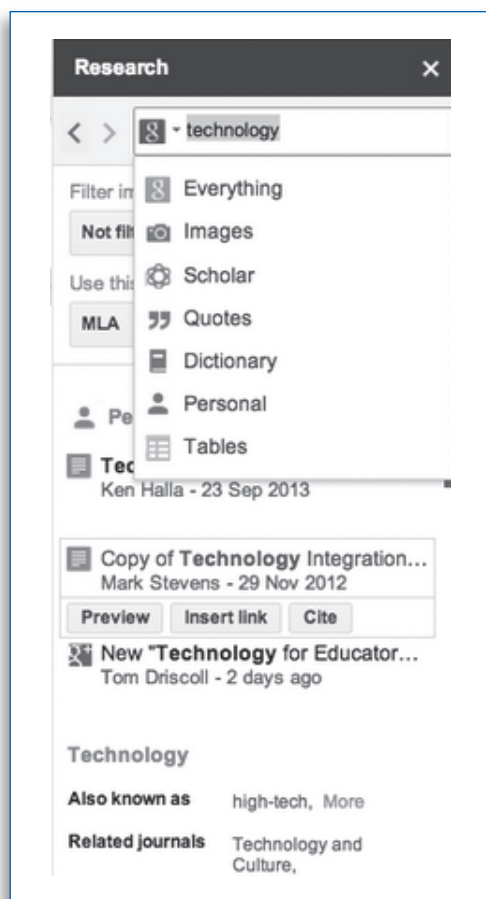 Research
technology
Everything
Filter im
Images
Not filt
Scholar
Use this
Quotes
MLA
Dictionary
Personal
Pe
Tables
Tec
Ken Halla - 23 Sep 2013
Copy of Technology Integration...
Mark Stevens - 29 Nov 2012
Preview Insert link Cite
New "Technology for Educator...
Tom Driscoll - 2 days ago
Technology
Also known as high-tech, More
Related journals Technology and
Culture,